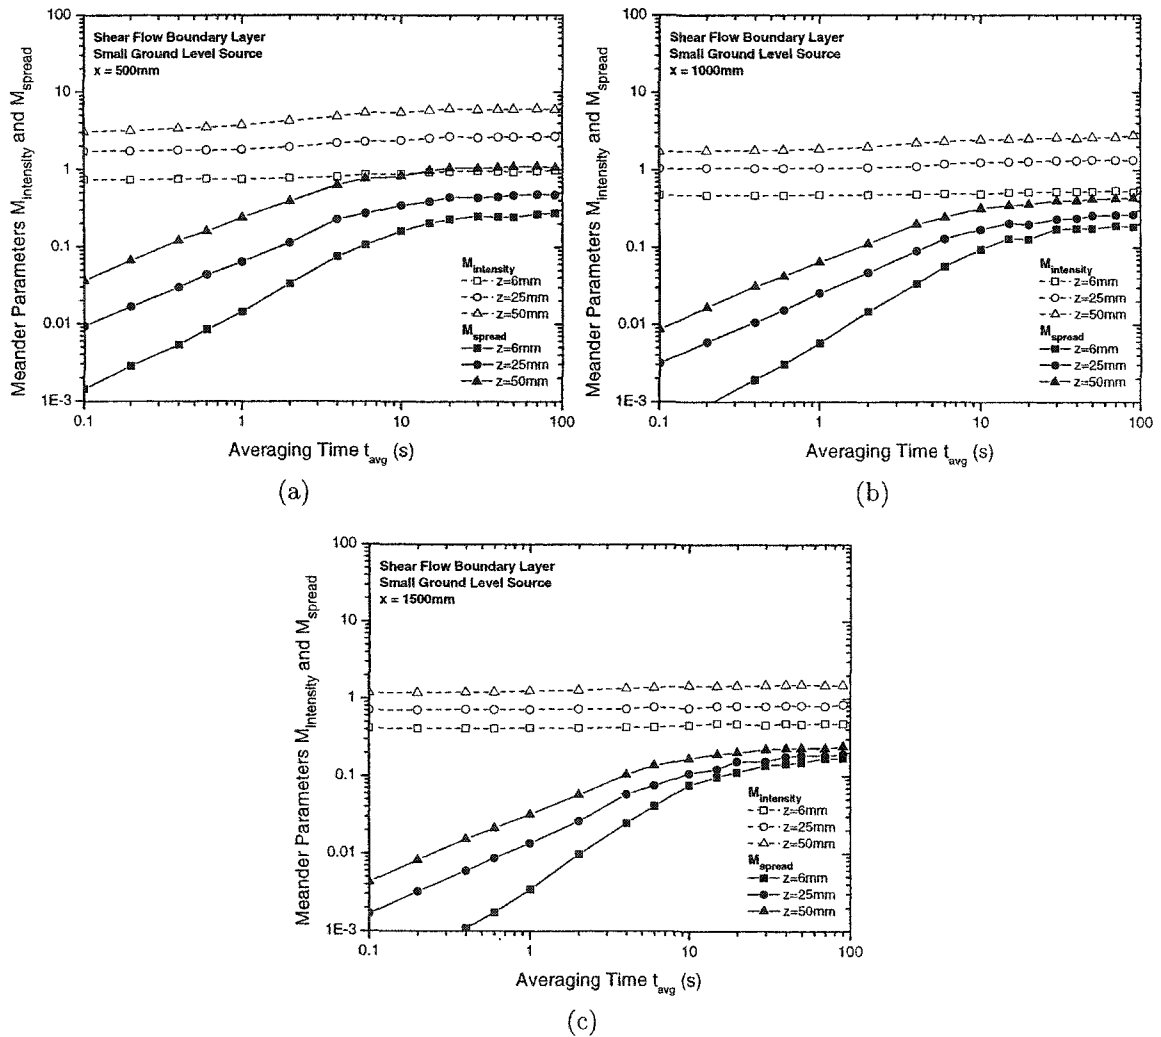 Meander Parameters M_intensity and M_spread
100
10
1
0.1
0.01
1E-3
Shear Flow Boundary Layer
Small Ground Level Source
x = 500mm
M_intensity
z=6mm
z=25mm
z=50mm
M_spread
z=6mm
z=25mm
z=50mm
0.1
1
10
100
Averaging Time t_avg (s)
(a)
Meander Parameters M_intensity and M_spread
100
10
1
0.1
0.01
1E-3
Shear Flow Boundary Layer
Small Ground Level Source
x = 1000mm
M_intensity
z=6mm
z=25mm
z=50mm
M_spread
z=6mm
z=25mm
z=50mm
0.1
1
10
100
Averaging Time t_avg (s)
(b)
Meander Parameters M_intensity and M_spread
100
10
1
0.1
0.01
1E-3
Shear Flow Boundary Layer
Small Ground Level Source
x = 1500mm
M_intensity
z=6mm
z=25mm
z=50mm
M_spread
z=6mm
z=25mm
z=50mm
0.1
1
10
100
Averaging Time t_avg (s)
(c)